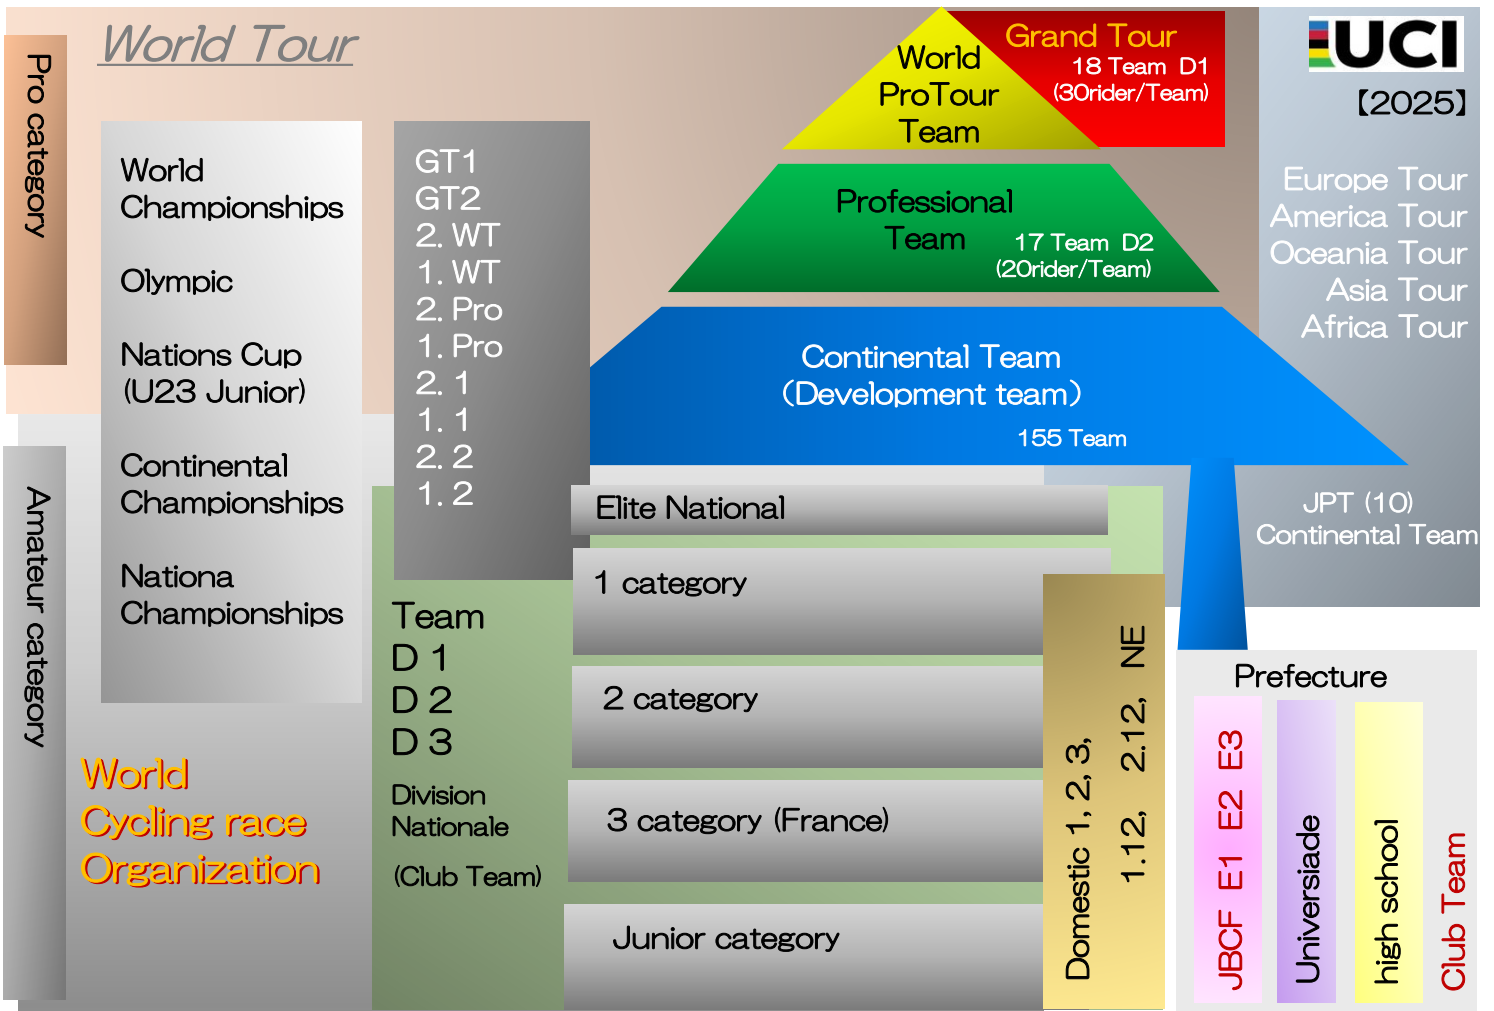 World Tour
Pro category
World
Championships
Olympic
Nations Cup
(U23 Junior)
Continental
Championships
Nationa
Championships
GT1
GT2
2. WT
1. WT
2. Pro
1. Pro
2. 1
1. 1
2. 2
1. 2
World
ProTour
Team
Grand Tour
18 Team D1
(30rider/Team)
Professional
Team
17 Team D2
(20rider/Team)
Continental Team
(Development team)
155 Team
UCI
【2025】
Europe Tour
America Tour
Oceania Tour
Asia Tour
Africa Tour
JPT (10)
Continental Team
Amateur category
World
Cycling race
Organization
Team
D 1
D 2
D 3
Division
Nationale
(Club Team)
Elite National
1 category
2 category
3 category (France)
Junior category
Domestic 1, 2, 3,
1.12, 2.12, NE
Prefecture
JBCF E1 E2 E3
Universiade
high school
Club Team